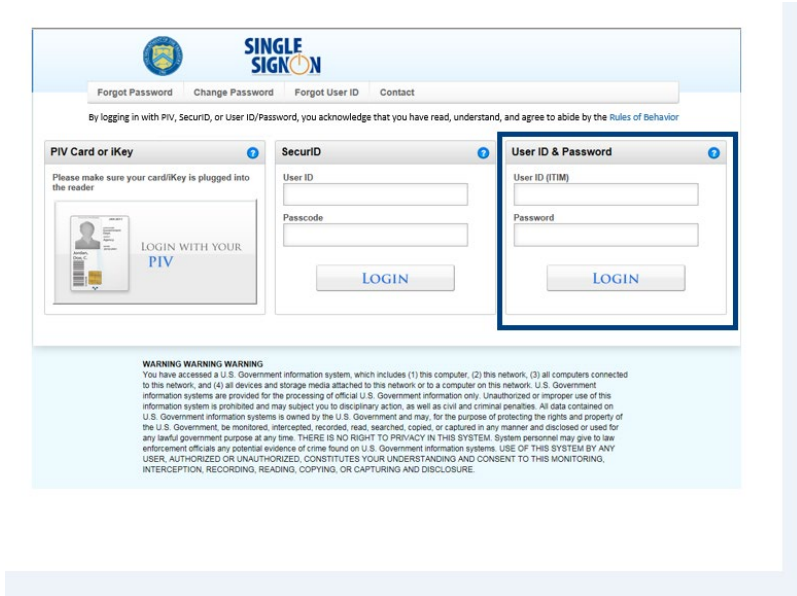 SINGLE
SIGNON
Forgot Password Change Password Forgot User ID Contact
By logging in with PIV, SecurID, or User ID/Password, you acknowledge that you have read, understand, and agree to abide by the Rules of Behavior
PIV Card or iKey ?
Please make sure your card/iKey is plugged into
the reader
LOGIN WITH YOUR
PIV
SecurID ?
User ID
Passcode
LOGIN
User ID & Password ?
User ID (ITIM)
Password
LOGIN
WARNING WARNING WARNING
You have accessed a U.S. Government information system, which includes (1) this computer, (2) this network, (3) all computers connected
to this network, and (4) all devices and storage media attached to this network or to a computer on this network. U.S. Government
information systems are provided for the processing of official U.S. Government information only. Unauthorized or improper use of this
information system is prohibited and may subject you to disciplinary action, as well as civil and criminal penalties. All data contained on
U.S. Government information systems is owned by the U.S. Government and may, for the purpose of protecting the rights and property of
the U.S. Government, be monitored, intercepted, recorded, read, searched, copied, or captured in any manner and disclosed or used for
any lawful government purpose at any time. THERE IS NO RIGHT TO PRIVACY IN THIS SYSTEM. System personnel may give to law
enforcement officials any potential evidence of crime found on U.S. Government information systems. USE OF THIS SYSTEM BY ANY
USER, AUTHORIZED OR UNAUTHORIZED, CONSTITUTES YOUR UNDERSTANDING AND CONSENT TO THIS MONITORING,
INTERCEPTION, RECORDING, READING, COPYING, OR CAPTURING AND DISCLOSURE.